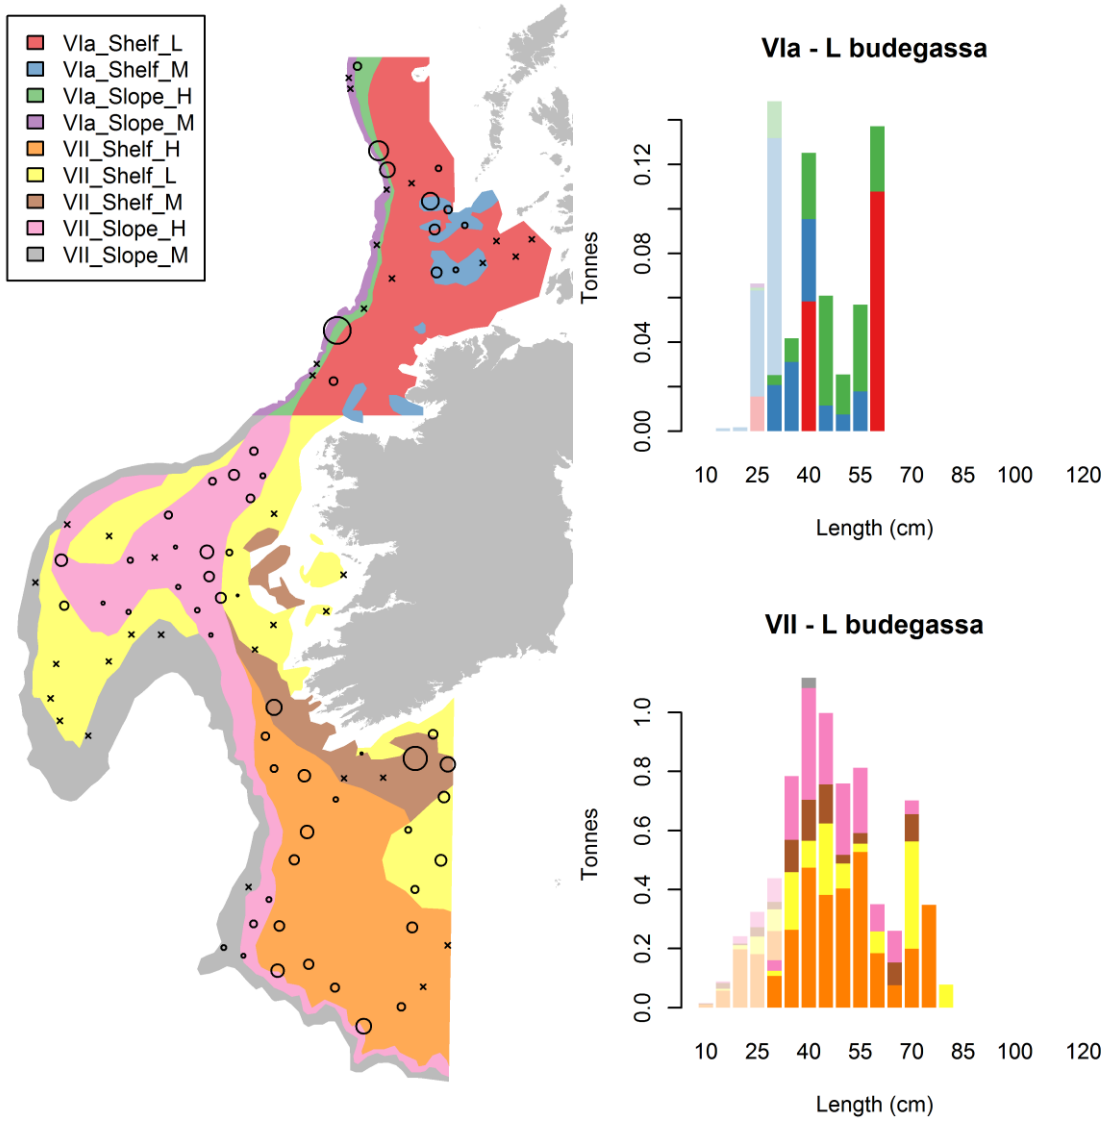 VIa_Shelf_L
VIa_Shelf_M
VIa_Slope_H
VIa_Slope_M
VII_Shelf_H
VII_Shelf_L
VII_Shelf_M
VII_Slope_H
VII_Slope_M
VIa - L budegassa
Tonnes
0.12
0.08
0.04
0.00
10 25 40 55 70 85 100 120
Length (cm)
VII - L budegassa
Tonnes
1.0
0.8
0.6
0.4
0.2
0.0
10 25 40 55 70 85 100 120
Length (cm)